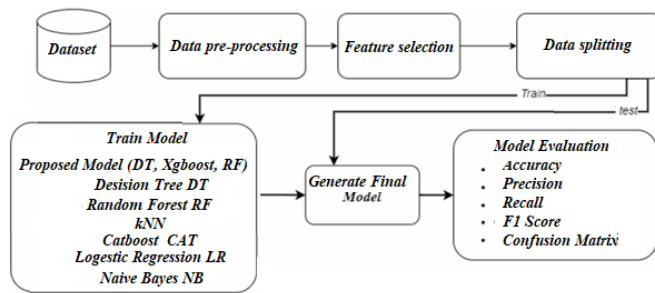 Dataset
Data pre-processing
Feature selection
Data splitting
Train
test
Train Model
Proposed Model (DT, Xgboost, RF)
Desision Tree DT
Random Forest RF
kNN
Catboost CAT
Logestic Regression LR
Naive Bayes NB
Generate Final
Model
Model Evaluation
• Accuracy
• Precision
• Recall
• F1 Score
• Confusion Matrix